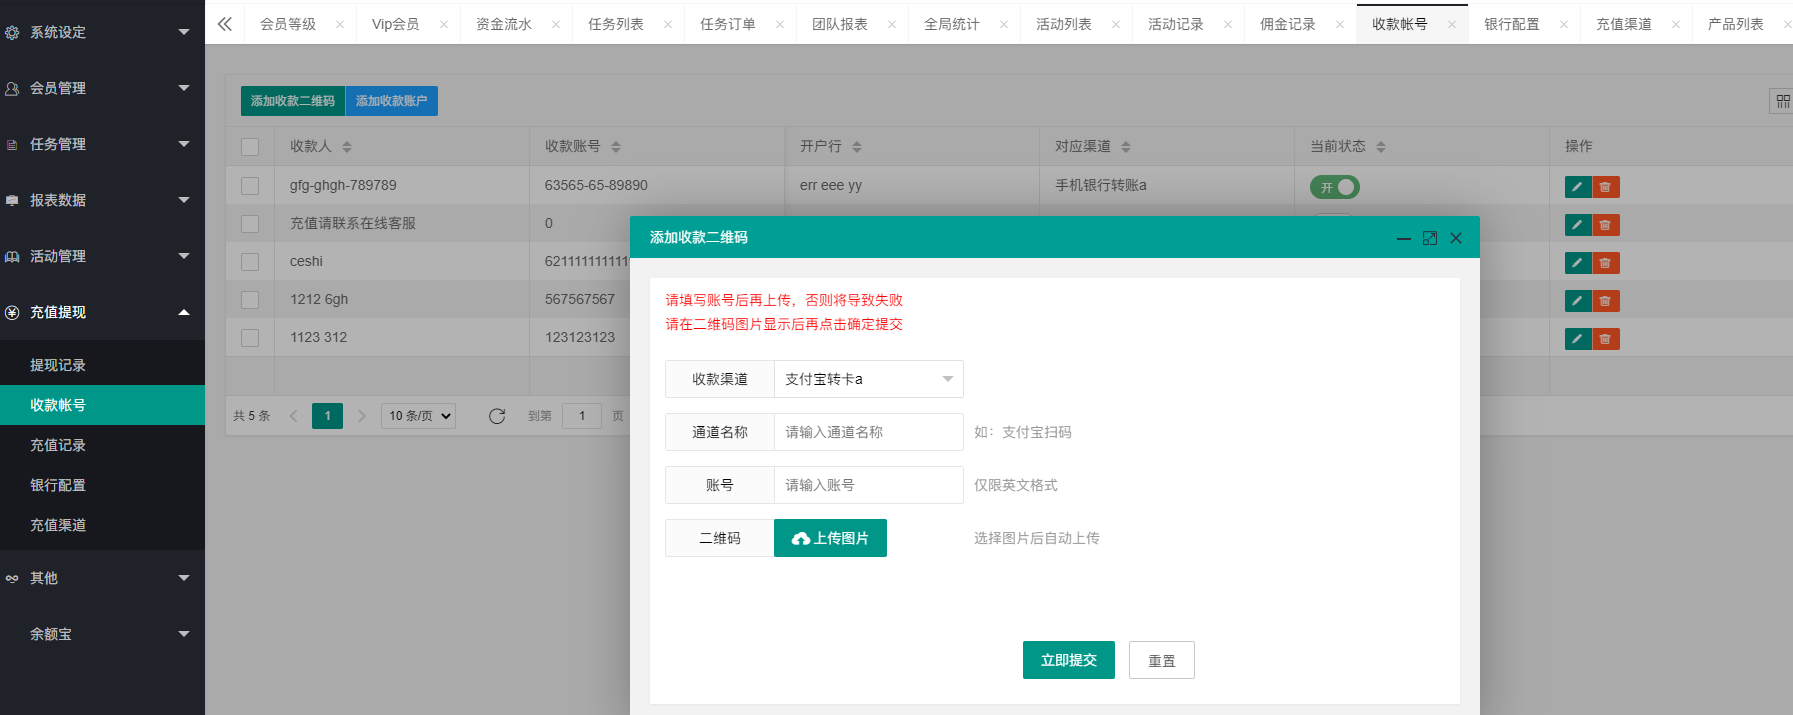 系统设定
会员管理
任务管理
报表数据
活动管理
充值提现
提现记录
收款帐号
充值记录
银行配置
充值渠道
其他
余额宝
会员等级 Vip会员 资金流水 任务列表 任务订单 团队报表 全局统计 活动列表 活动记录 佣金记录 收款帐号 银行配置 充值渠道 产品列表
添加收款二维码 添加收款账户
收款人 收款账号 开户行 对应渠道 当前状态 操作
gfg-ghgh-789789 63565-65-89890 err eee yy 手机银行转账a 开
充值请联系在线客服 0
ceshi 621111111111
1212 6gh 567567567
1123 312 123123123
共 5 条 1 10 条/页 到第 1 页
添加收款二维码
请填写账号后再上传，否则将导致失败
请在二维码图片显示后再点击确定提交
收款渠道 支付宝转卡a
通道名称 请输入通道名称 如：支付宝扫码
账号 请输入账号 仅限英文格式
二维码 上传图片 选择图片后自动上传
立即提交 重置